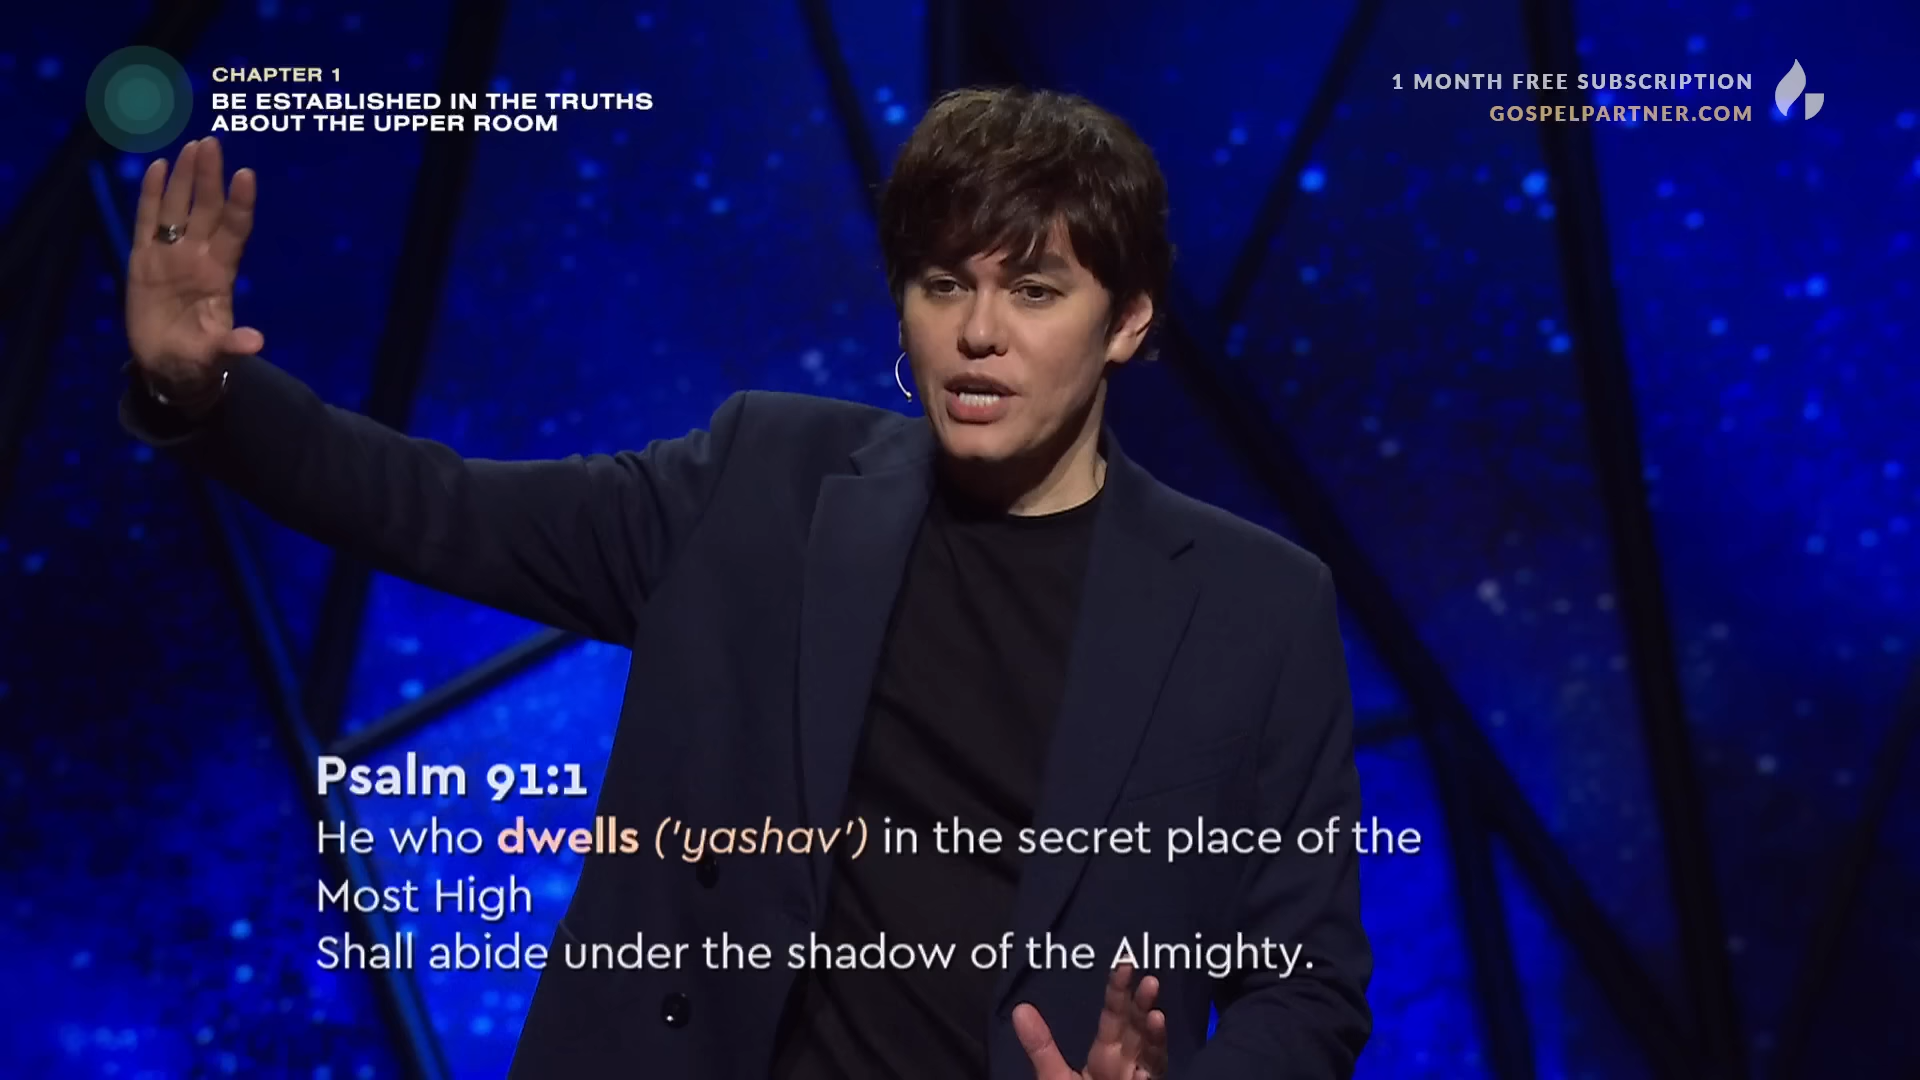 CHAPTER 1
BE ESTABLISHED IN THE TRUTHS
ABOUT THE UPPER ROOM
1 MONTH FREE SUBSCRIPTION
GOSPELPARTNER.COM
Psalm 91:1
He who dwells ('yashav') in the secret place of the
Most High
Shall abide under the shadow of the Almighty.